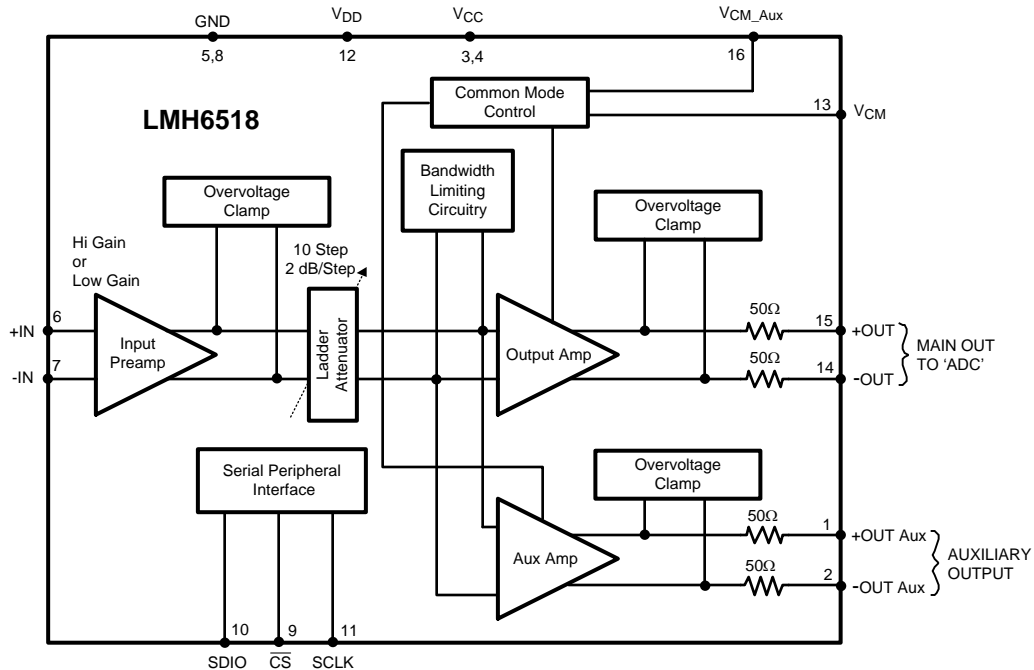 GND
VDD
VCC
VCM_Aux
5,8
12
3,4
16
Common Mode
Control
13
VCM
LMH6518
Bandwidth
Limiting
Circuitry
Overvoltage
Clamp
Overvoltage
Clamp
Hi Gain
or
Low Gain
10 Step
2 dB/Step
+IN
6
-IN
7
Input
Preamp
Ladder
Attenuator
Output Amp
50Ω
15
+OUT
50Ω
14
-OUT
MAIN OUT
TO ‘ADC’
Serial Peripheral
Interface
Overvoltage
Clamp
Aux Amp
50Ω
1
+OUT Aux
50Ω
2
-OUT Aux
AUXILIARY
OUTPUT
10
9
11
SDIO
C̅S̅
SCLK